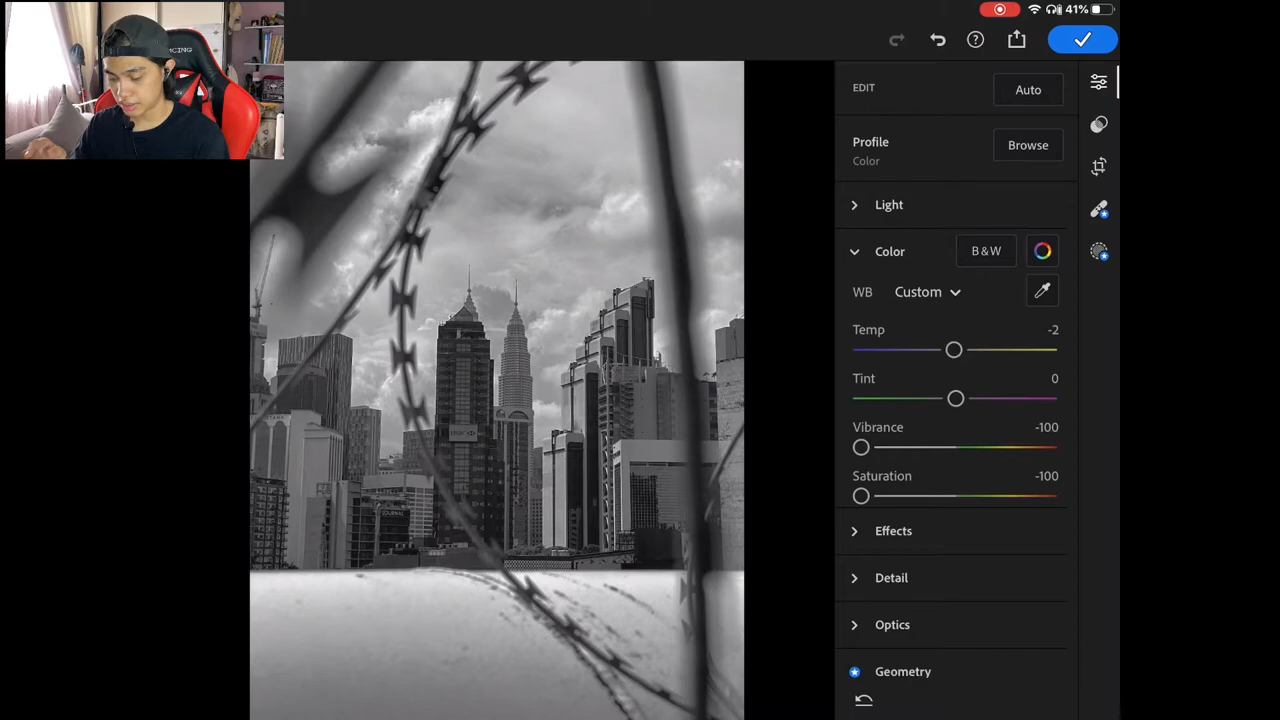 41%
EDIT
Auto
Profile
Color
Browse
Light
Color
B&W
WB
Custom
Temp
-2
Tint
0
Vibrance
-100
Saturation
-100
Effects
Detail
Optics
Geometry
JOURNAL